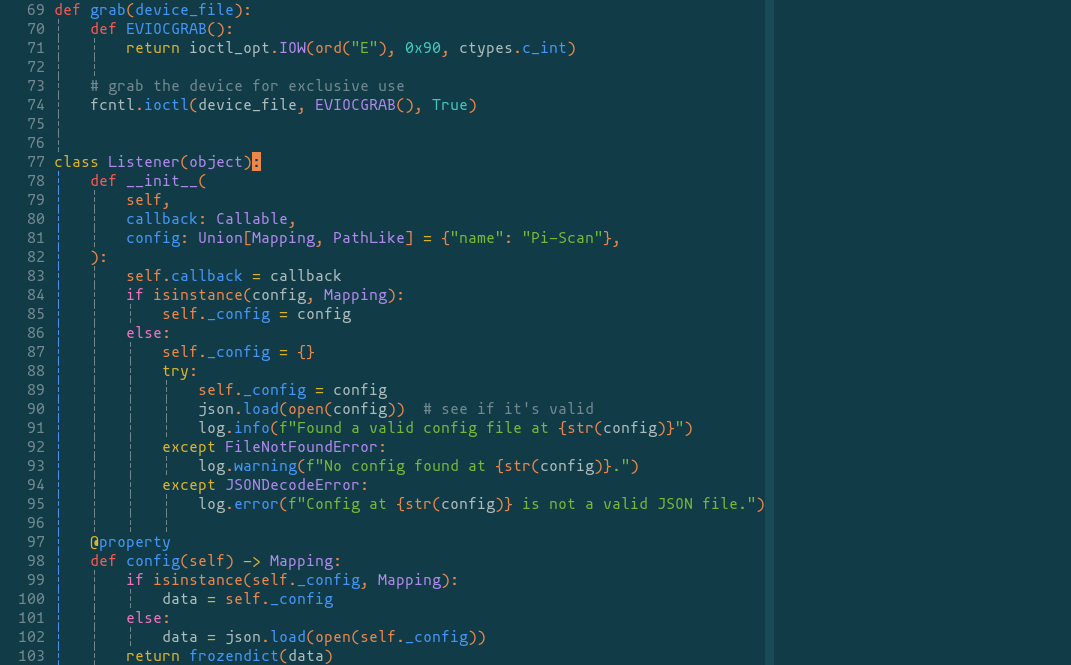 69 def grab(device_file):
70     def EVIOCGRAB():
71         return ioctl_opt.IOW(ord("E"), 0x90, ctypes.c_int)
72
73     # grab the device for exclusive use
74     fcntl.ioctl(device_file, EVIOCGRAB(), True)
75
76
77 class Listener(object):
78     def __init__(
79         self,
80         callback: Callable,
81         config: Union[Mapping, PathLike] = {"name": "Pi-Scan"},
82     ):
83         self.callback = callback
84         if isinstance(config, Mapping):
85             self._config = config
86         else:
87             self._config = {}
88             try:
89                 self._config = config
90                 json.load(open(config))  # see if it's valid
91                 log.info(f"Found a valid config file at {str(config)}")
92             except FileNotFoundError:
93                 log.warning(f"No config found at {str(config)}.")
94             except JSONDecodeError:
95                 log.error(f"Config at {str(config)} is not a valid JSON file.")
96
97     @property
98     def config(self) -> Mapping:
99         if isinstance(self._config, Mapping):
100             data = self._config
101         else:
102             data = json.load(open(self._config))
103         return frozendict(data)